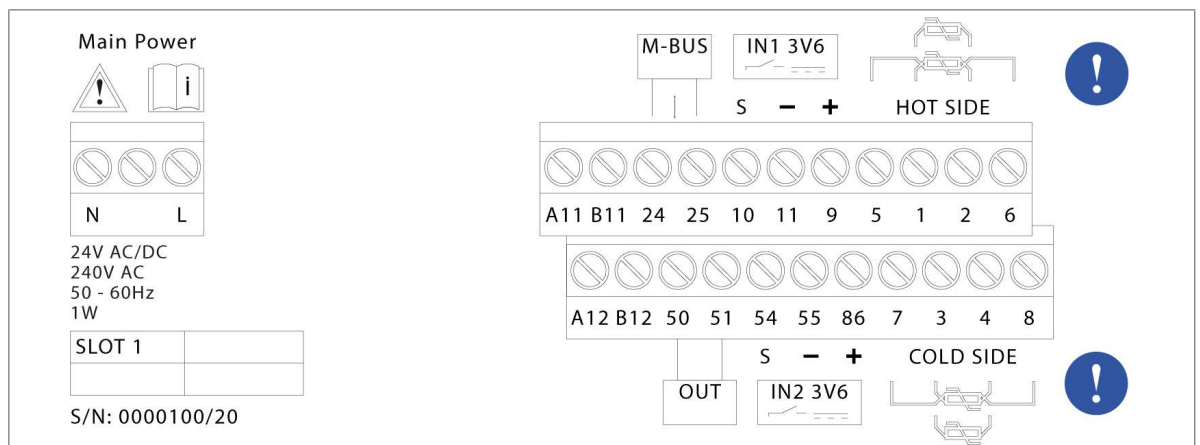 Main Power
!
i
N L
24V AC/DC
240V AC
50 - 60Hz
1W
SLOT 1
S/N: 0000100/20
M-BUS
IN1 3V6
S − +
HOT SIDE
!
A11 B11 24 25 10 11 9 5 1 2 6
A12 B12 50 51 54 55 86 7 3 4 8
S − +
COLD SIDE
OUT
IN2 3V6
!